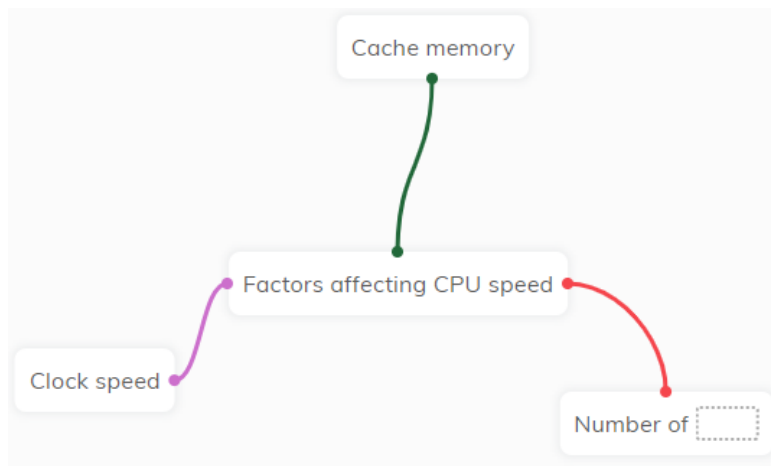 Cache memory
Factors affecting CPU speed
Clock speed
Number of